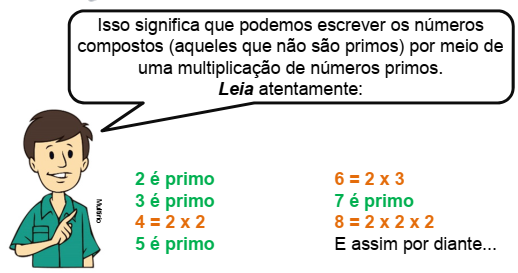 Isso significa que podemos escrever os números
compostos (aqueles que não são primos) por meio de
uma multiplicação de números primos.
Leia atentamente:
2 é primo
3 é primo
4 = 2 x 2
5 é primo
6 = 2 x 3
7 é primo
8 = 2 x 2 x 2
E assim por diante...